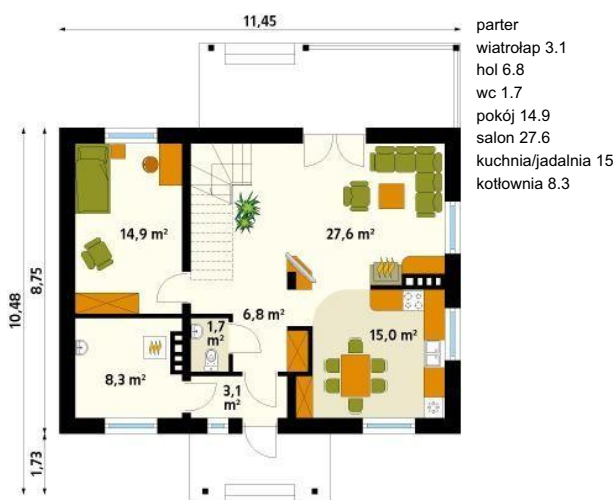 11,45
parter
wiatrołap 3.1
hol 6.8
wc 1.7
pokój 14.9
salon 27.6
kuchnia/jadalnia 15
kotłownia 8.3
14,9 m²
27,6 m²
6,8 m²
1,7
m²
15,0 m²
8,3 m²
3,1
m²
10,48
8,75
1,73